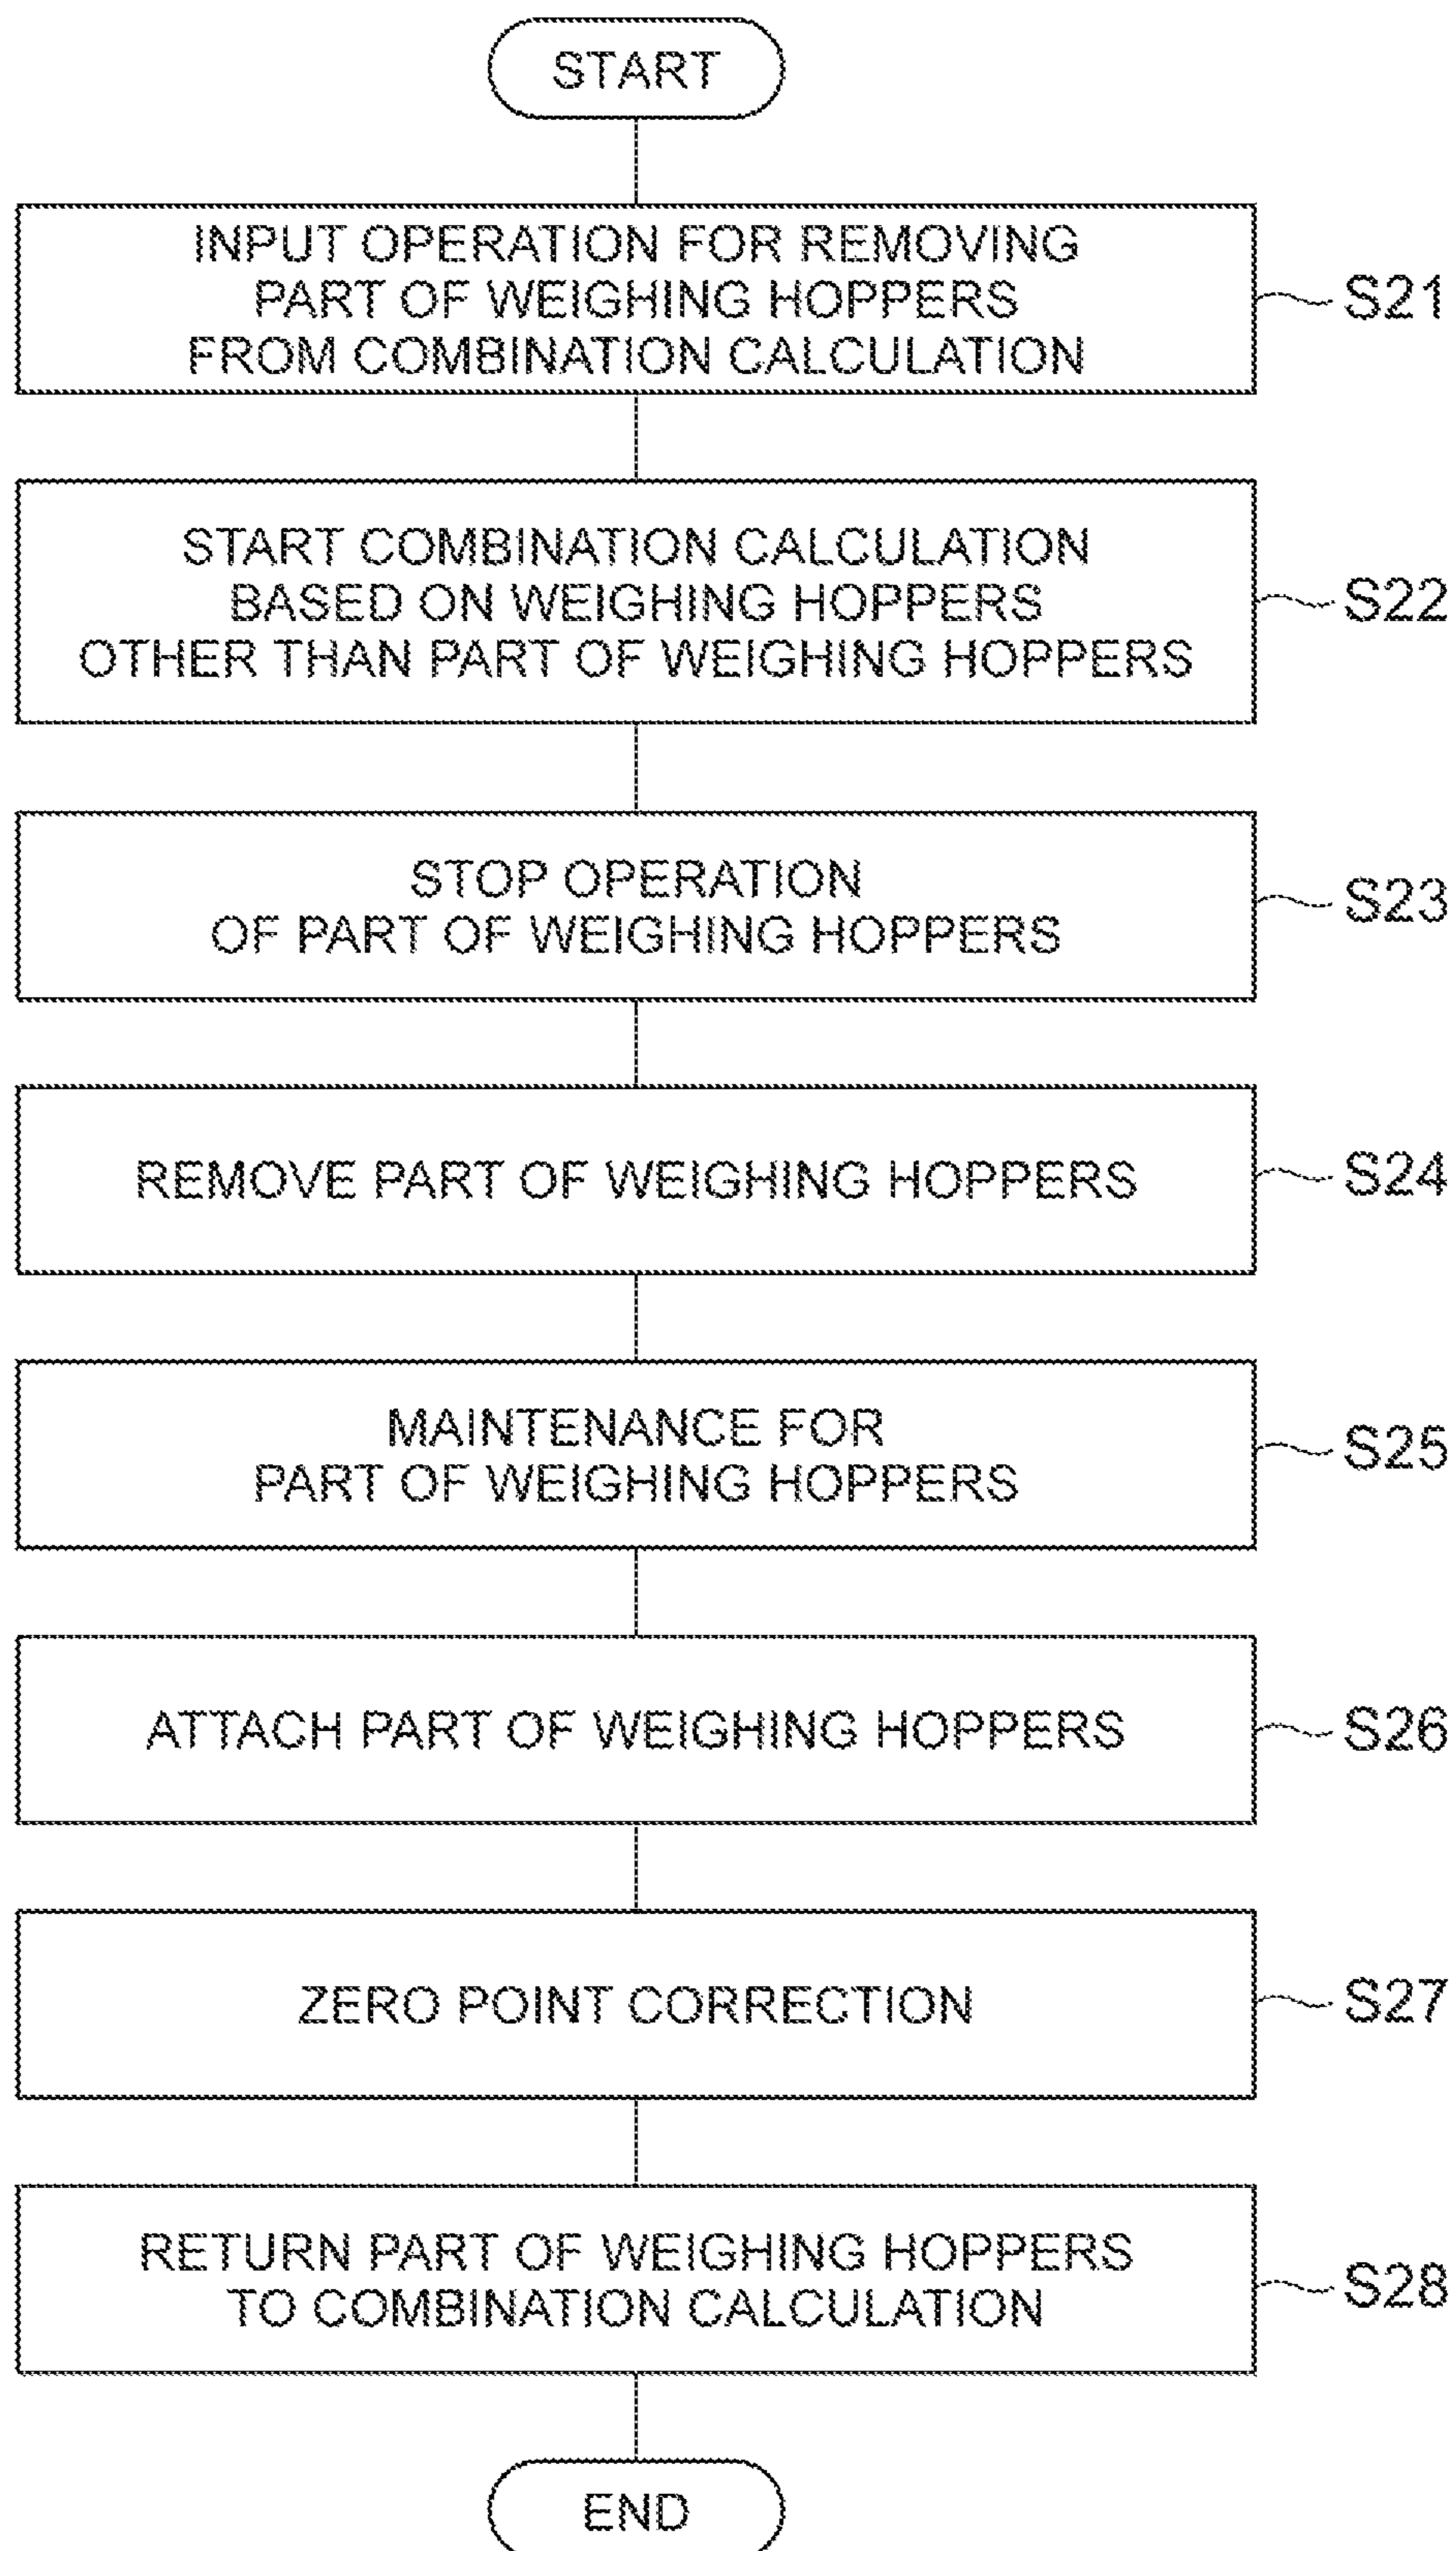 START
INPUT OPERATION FOR REMOVING
PART OF WEIGHING HOPPERS
FROM COMBINATION CALCULATION
S21
START COMBINATION CALCULATION
BASED ON WEIGHING HOPPERS
OTHER THAN PART OF WEIGHING HOPPERS
S22
STOP OPERATION
OF PART OF WEIGHING HOPPERS
S23
REMOVE PART OF WEIGHING HOPPERS
S24
MAINTENANCE FOR
PART OF WEIGHING HOPPERS
S25
ATTACH PART OF WEIGHING HOPPERS
S26
ZERO POINT CORRECTION
S27
RETURN PART OF WEIGHING HOPPERS
TO COMBINATION CALCULATION
S28
END